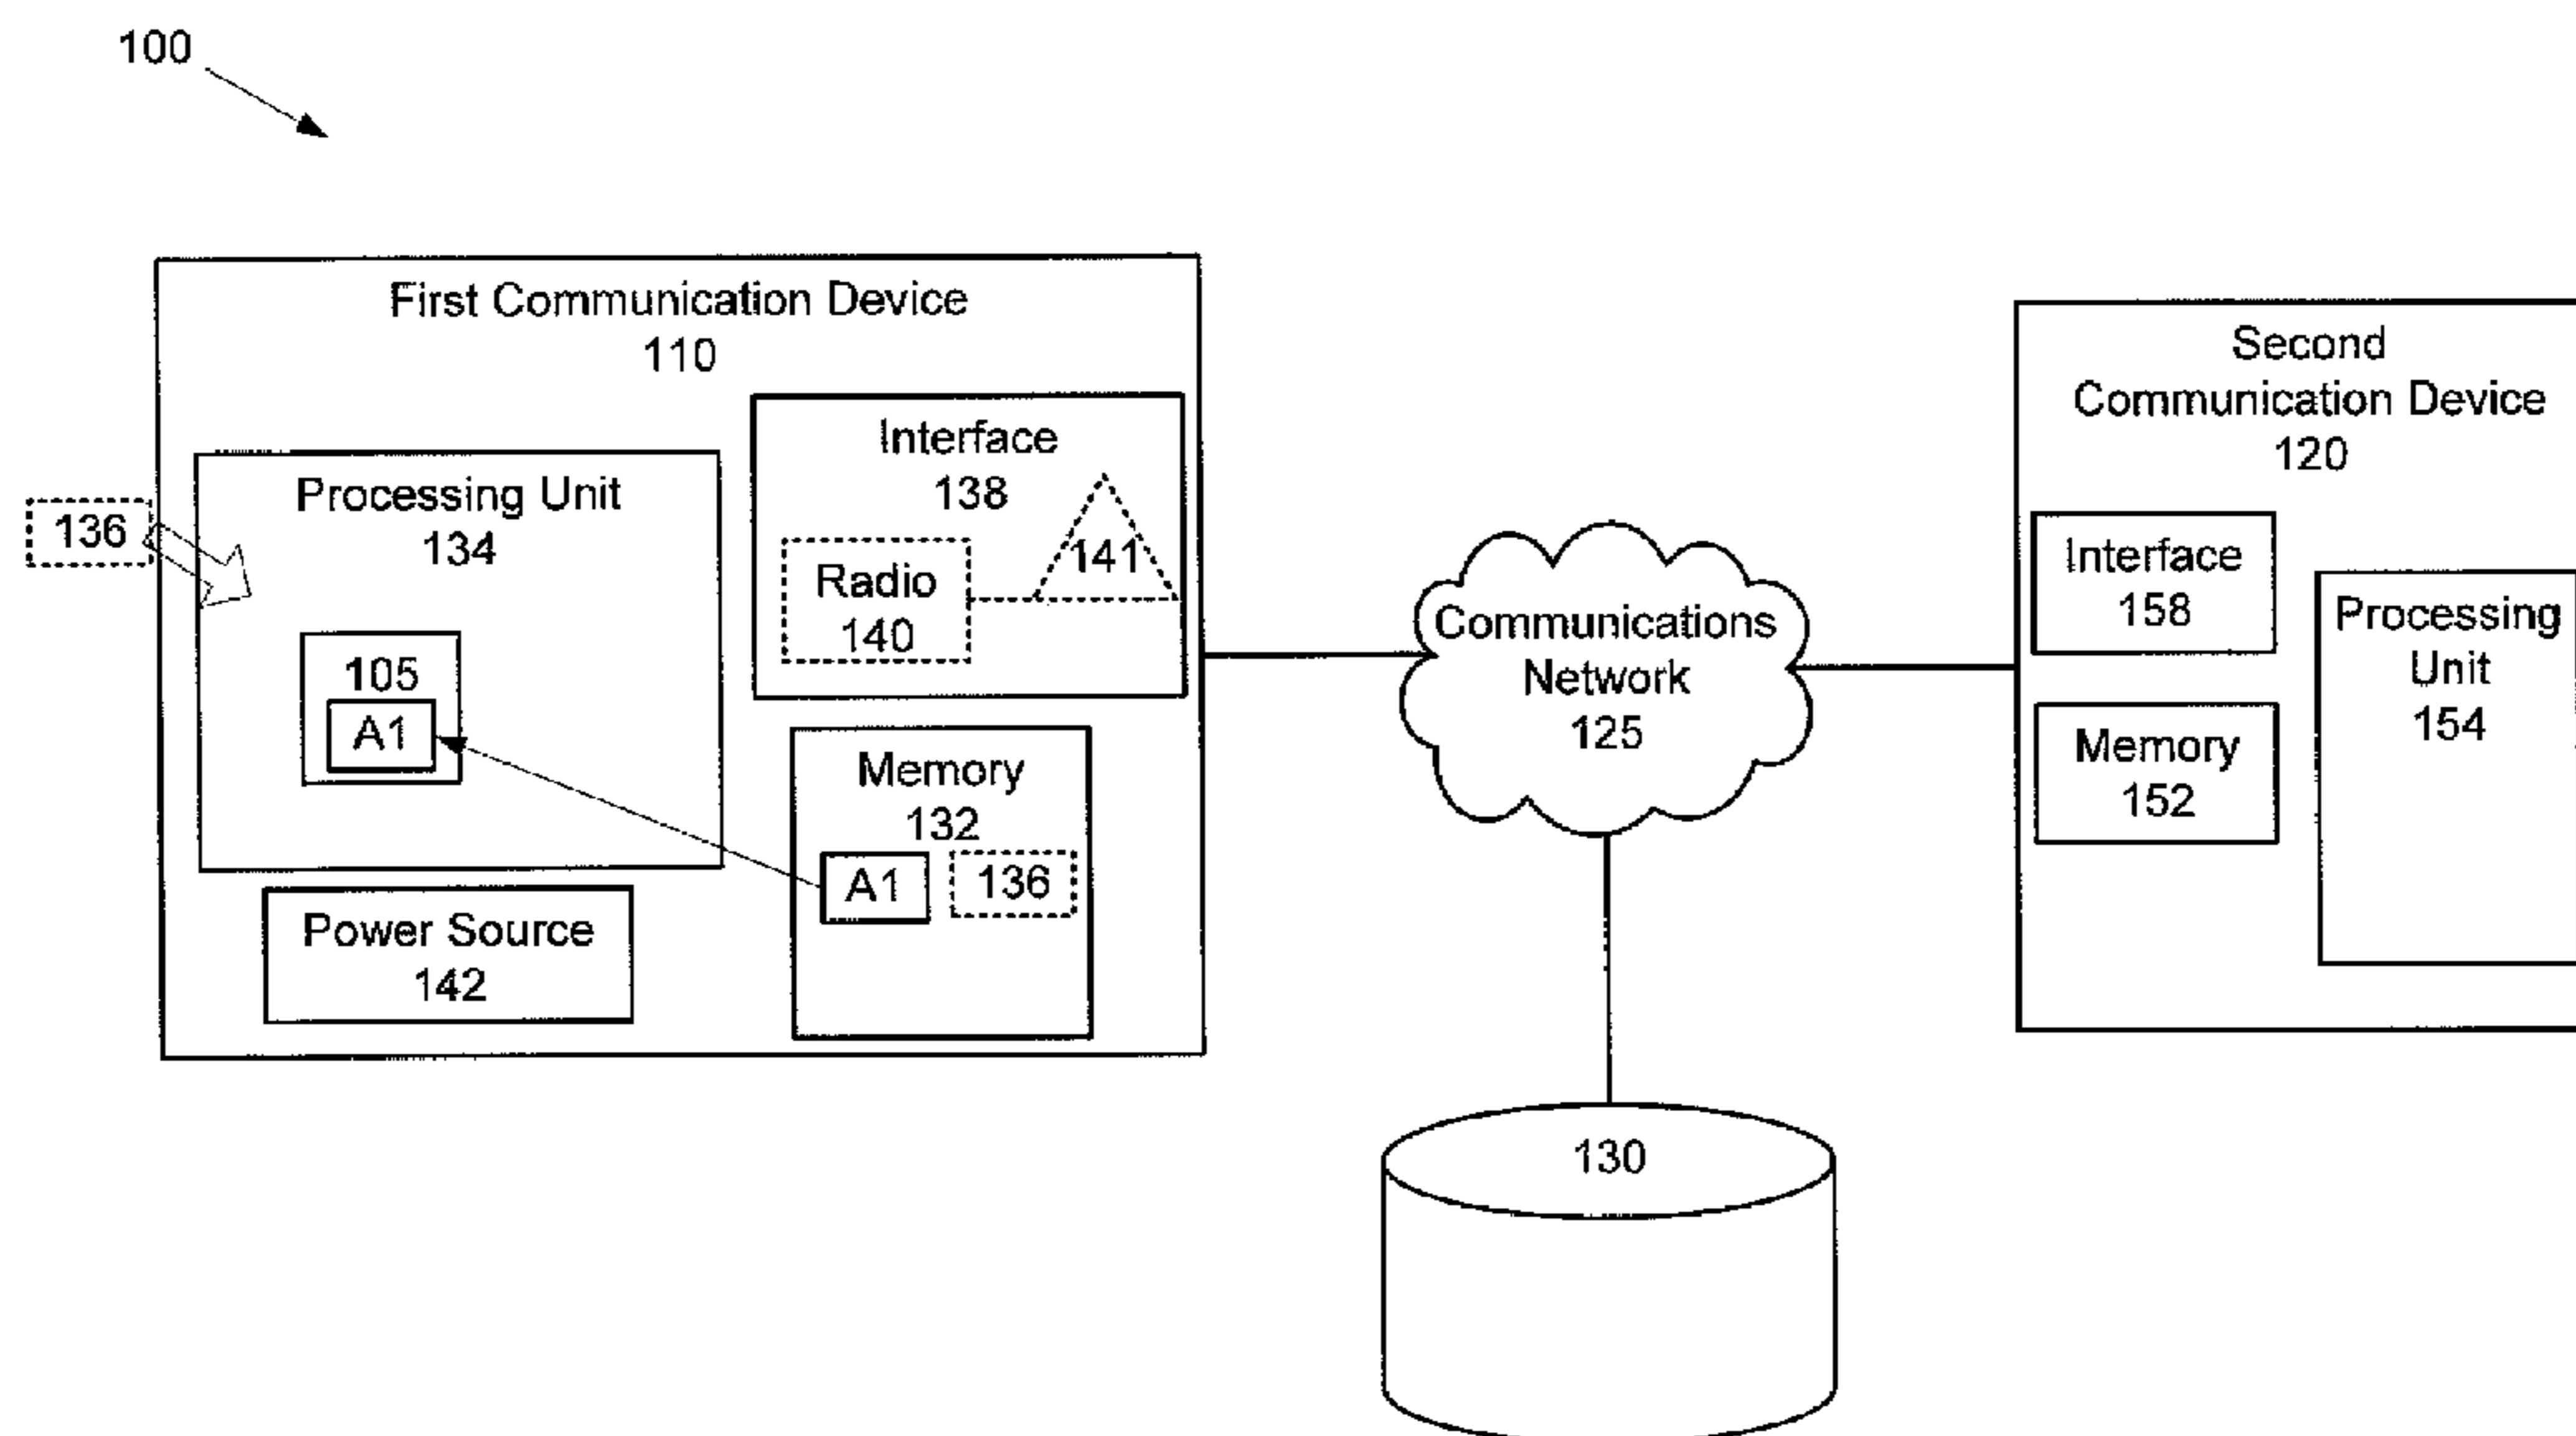 100
First Communication Device
110
Interface
138
Processing Unit
134
136
141
Radio
140
105
A1
Memory
132
A1
136
Power Source
142
Communications
Network
125
Second
Communication Device
120
Interface
158
Processing
Unit
154
Memory
152
130